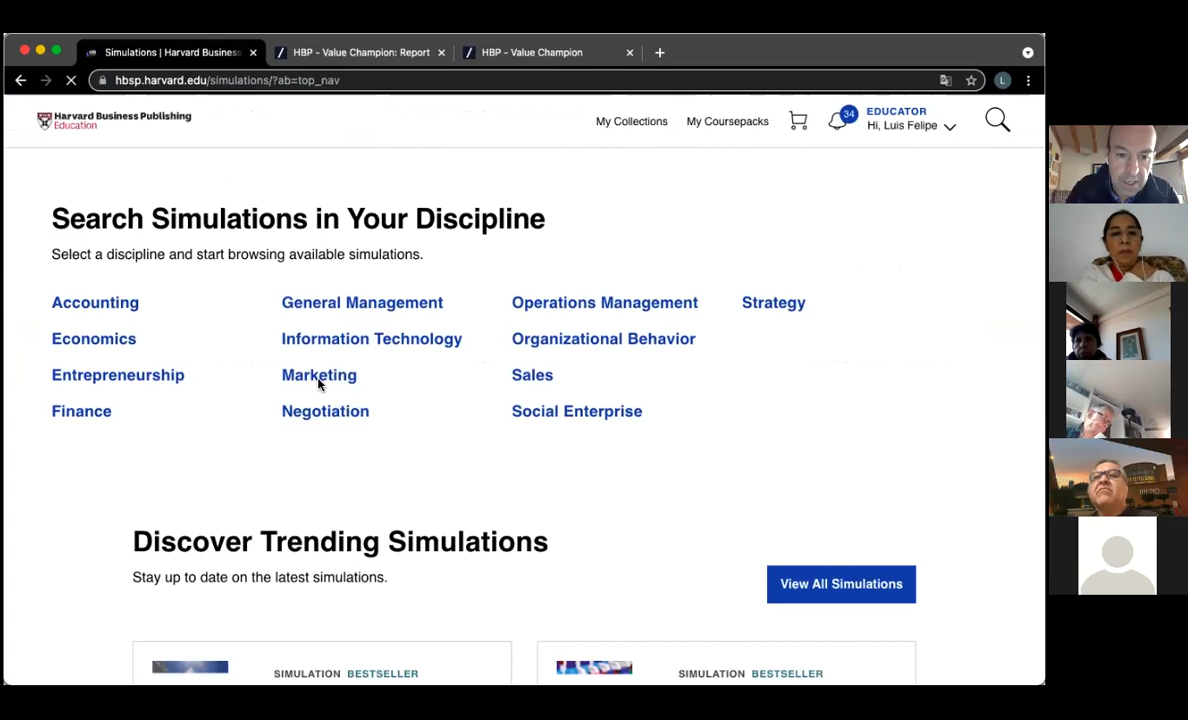 Simulations | Harvard Business
HBP - Value Champion: Report
HBP - Value Champion
hbsp.harvard.edu/simulations/?ab=top_nav
L
Harvard Business Publishing
Education
My Collections
My Coursepacks
34
EDUCATOR
Hi, Luis Felipe
Search Simulations in Your Discipline
Select a discipline and start browsing available simulations.
Accounting
General Management
Operations Management
Strategy
Economics
Information Technology
Organizational Behavior
Entrepreneurship
Marketing
Sales
Finance
Negotiation
Social Enterprise
Discover Trending Simulations
Stay up to date on the latest simulations.
View All Simulations
SIMULATION BESTSELLER
SIMULATION BESTSELLER